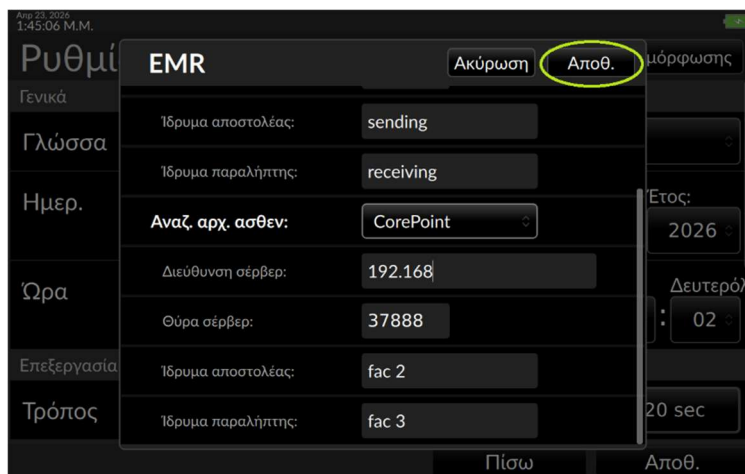 Απρ 23, 2026
1:45:06 Μ.Μ.
Ρυθμί
EMR
Ακύρωση
Αποθ.
μόρφωσης
Γενικά
Ίδρυμα αποστολέας:
sending
Γλώσσα
Ίδρυμα παραλήπτης:
receiving
Ημερ.
Έτος:
Αναζ. αρχ. ασθεν:
CorePoint
2026
Διεύθυνση σέρβερ:
192.168
Ώρα
Δευτερόλ
Θύρα σέρβερ:
37888
: 02
Επεξεργασία
Ίδρυμα αποστολέας:
fac 2
Τρόπος
Ίδρυμα παραλήπτης:
fac 3
20 sec
Πίσω
Αποθ.